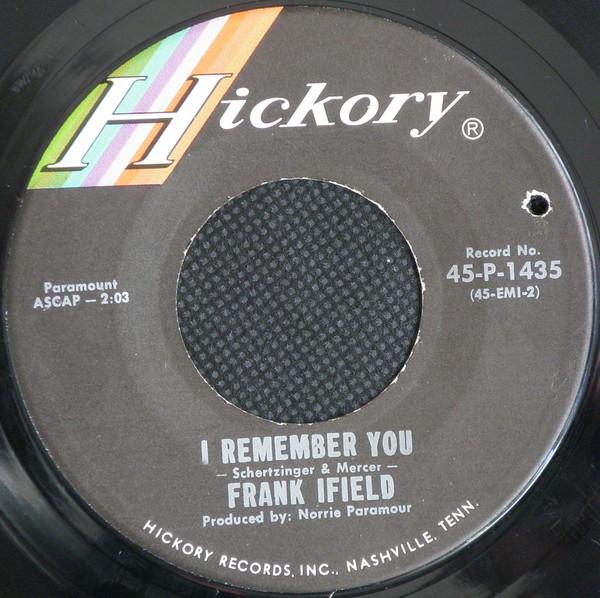 Hickory®
Record No.
45-P-1435
(45-EMI-2)
Paramount
ASCAP — 2:03
I REMEMBER YOU
— Schertzinger & Mercer —
FRANK IFIELD
Produced by: Norrie Paramour
HICKORY RECORDS, INC., NASHVILLE, TENN.